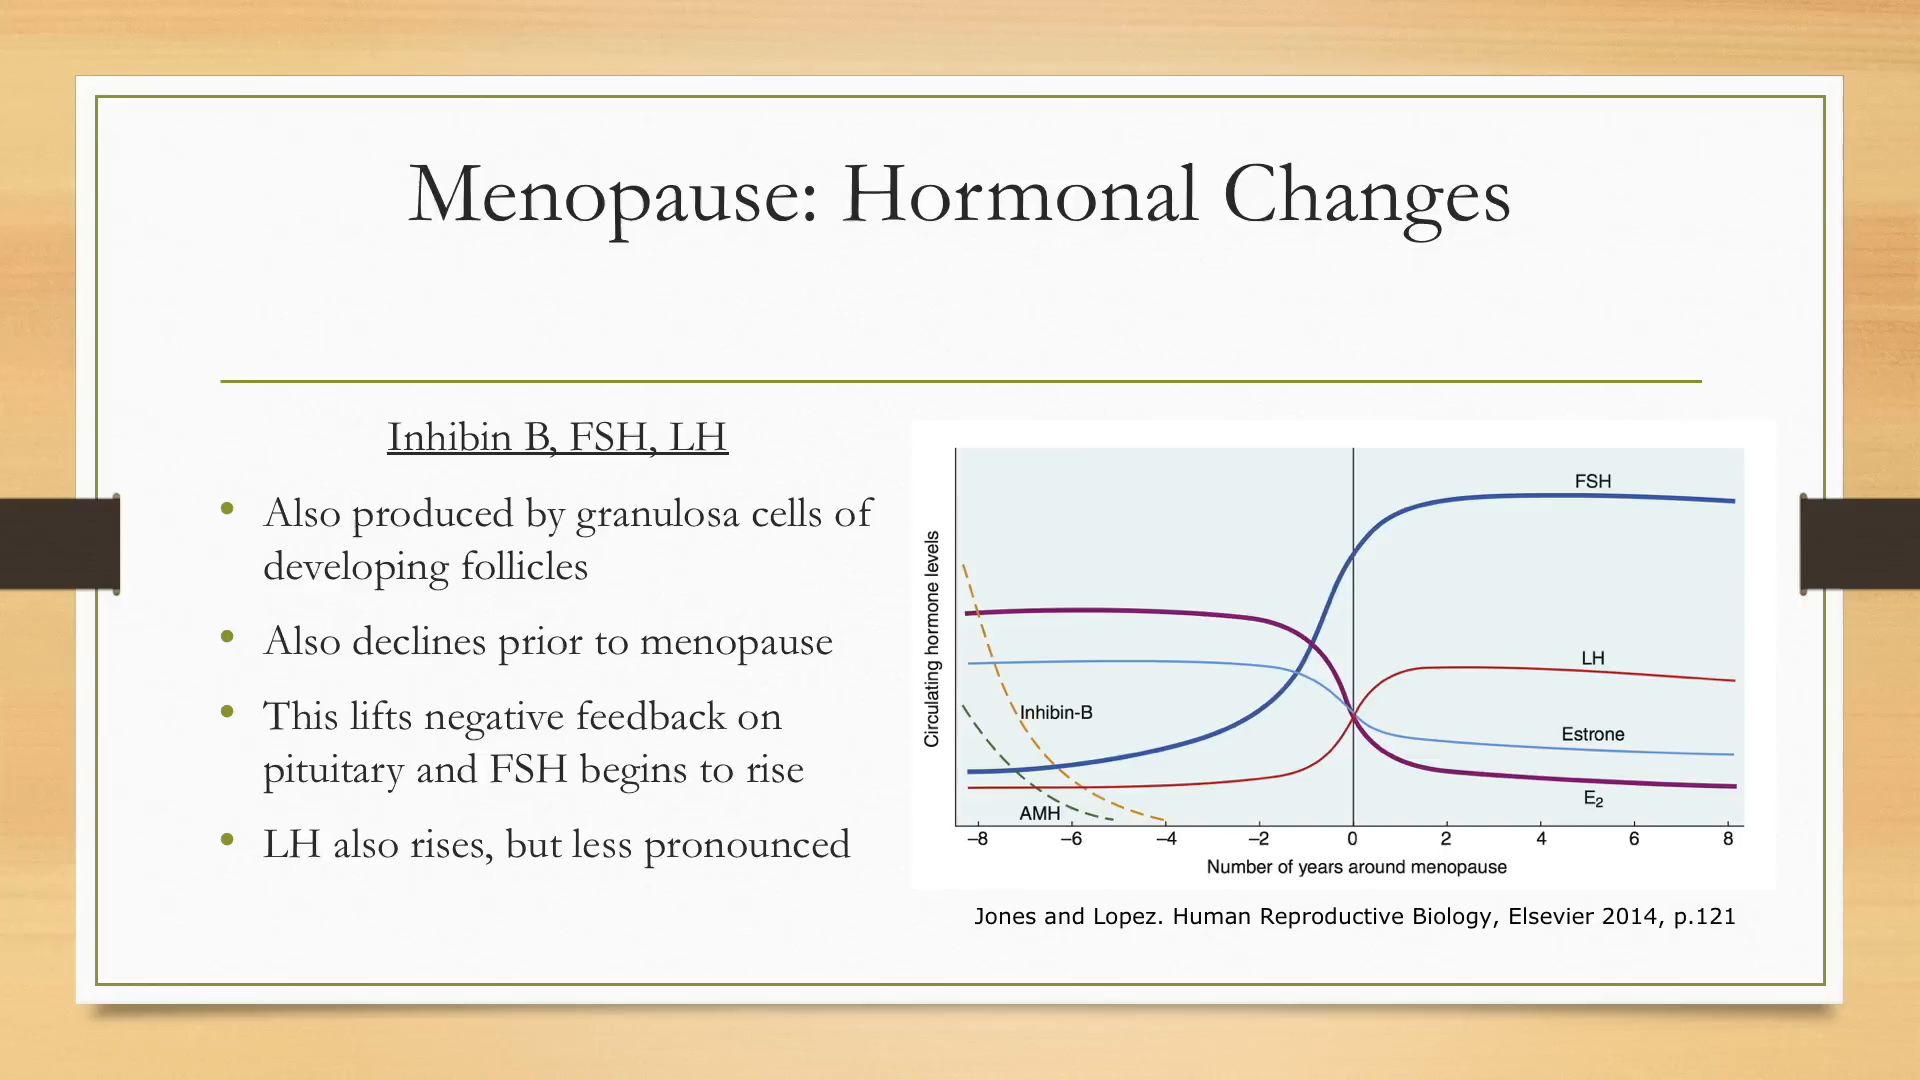 Menopause: Hormonal Changes
Inhibin B, FSH, LH
• Also produced by granulosa cells of
developing follicles
• Also declines prior to menopause
• This lifts negative feedback on
pituitary and FSH begins to rise
• LH also rises, but less pronounced
Circulating hormone levels
FSH
LH
Inhibin-B
Estrone
E₂
AMH
–8 –6 –4 –2 0 2 4 6 8
Number of years around menopause
Jones and Lopez. Human Reproductive Biology, Elsevier 2014, p.121